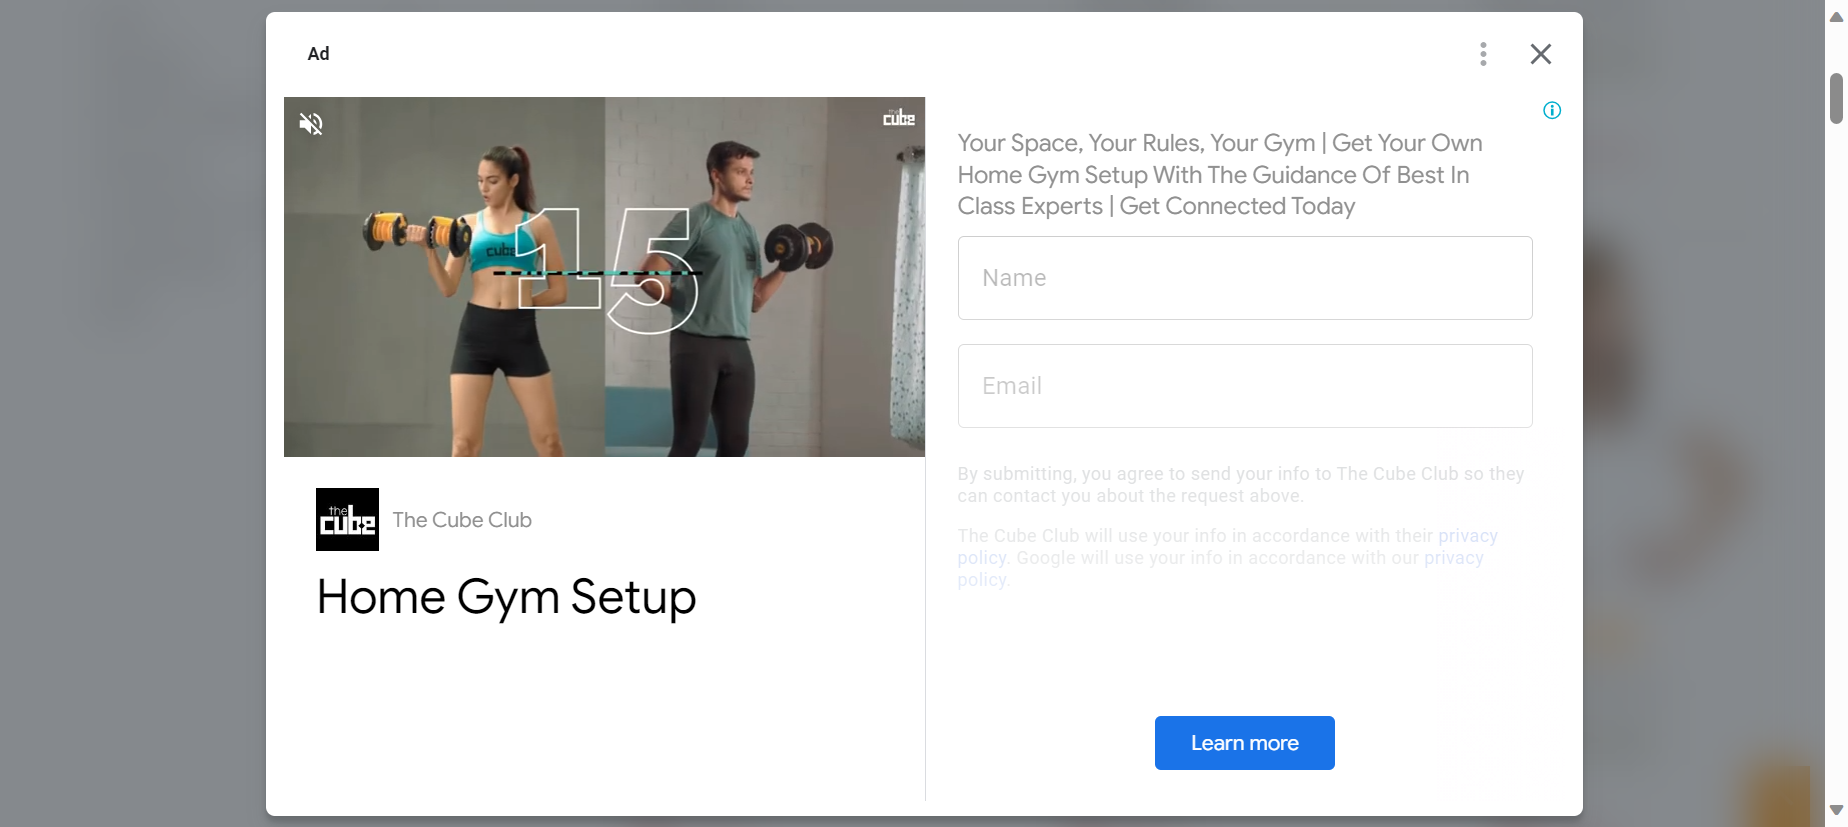 Ad
the
cube
cube
15
Your Space, Your Rules, Your Gym | Get Your Own
Home Gym Setup With The Guidance Of Best In
Class Experts | Get Connected Today
Name
Email
By submitting, you agree to send your info to The Cube Club so they
can contact you about the request above.
The Cube Club will use your info in accordance with their privacy
policy. Google will use your info in accordance with our privacy
policy.
the
cube
The Cube Club
Home Gym Setup
Learn more